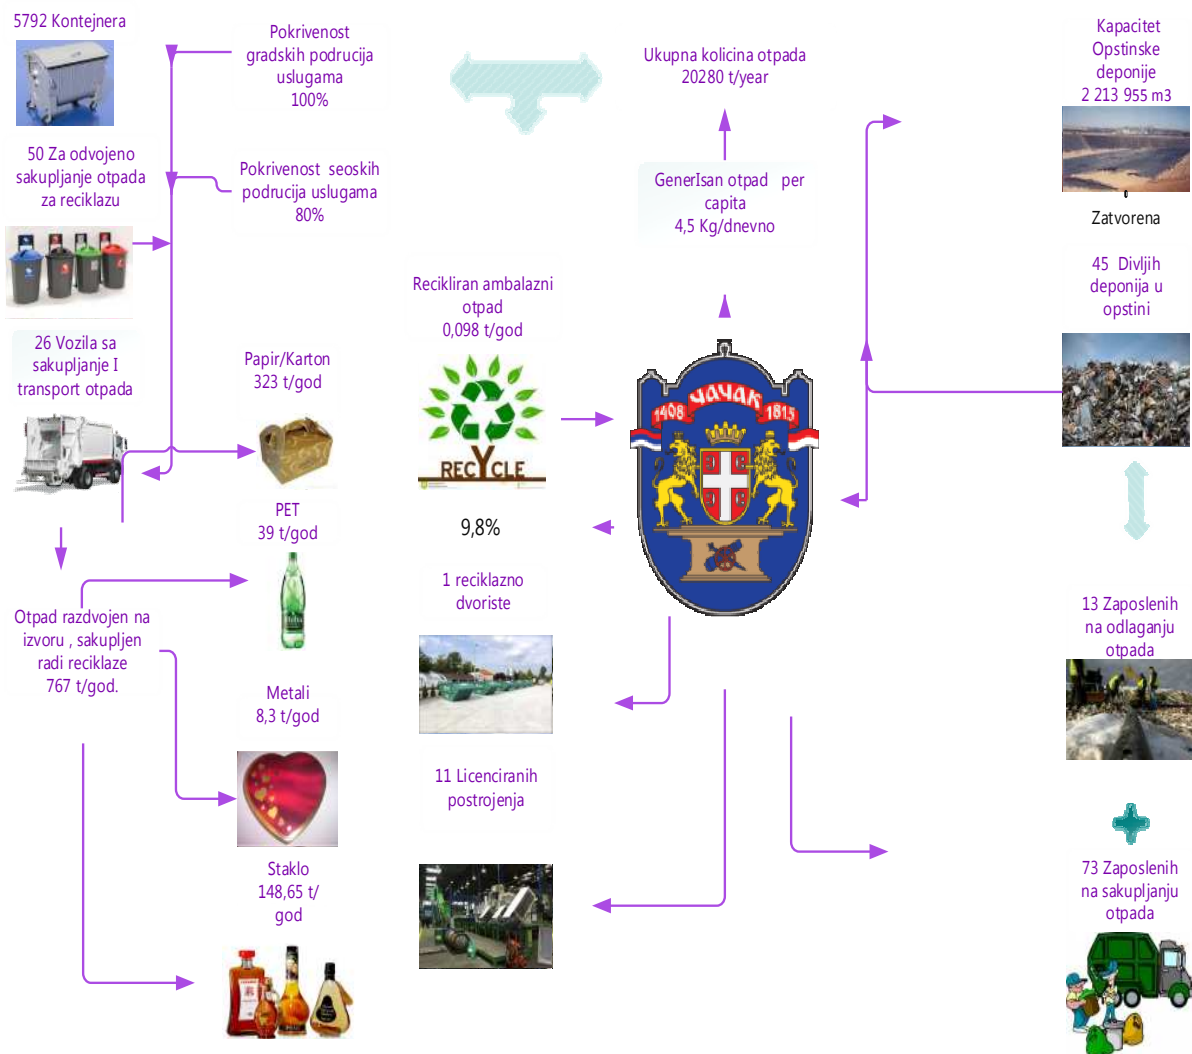 5792 Kontejnera
50 Za odvojeno
sakupljanje otpada
za reciklazu
26 Vozila sa
sakupljanje I
transport otpada
Otpad razdvojen na
izvoru , sakupljen
radi reciklaze
767 t/god.
Pokrivenost
gradskih podrucija
uslugama
100%
Pokrivenost seoskih
podrucija uslugama
80%
Papir/Karton
323 t/god
PET
39 t/god
Metali
8,3 t/god
Staklo
148,65 t/
god
Recikliran ambalazni
otpad
0,098 t/god
RECYCLE
9,8%
1 reciklazno
dvoriste
11 Licenciranih
postrojenja
Ukupna kolicina otpada
20280 t/year
GenerIsan otpad per
capita
4,5 Kg/dnevno
1408 ЧАЧАК 1815
Kapacitet
Opstinske
deponije
2 213 955 m3
Zatvorena
45 Divljih
deponija u
opstini
13 Zaposlenih
na odlaganju
otpada
73 Zaposlenih
na sakupljanju
otpada